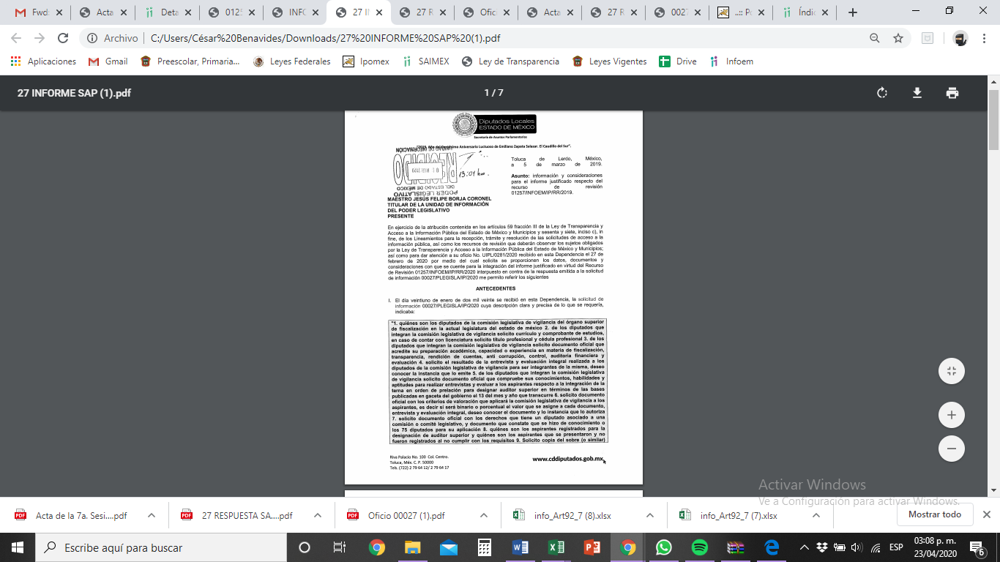 Fwd:
Acta
Deta
0125
INFO
27 IN
27 R
Ofic
Acta
27 R
0027
..:: Po
Índic
Archivo
C:/Users/César%20Benavides/Downloads/27%20INFORME%20SAP%20(1).pdf
Aplicaciones
Gmail
Preescolar, Primaria...
Leyes Federales
Ipomex
SAIMEX
Ley de Transparencia
Leyes Vigentes
Drive
Infoem
27 INFORME SAP (1).pdf
1 / 7
Diputados Locales
ESTADO DE MÉXICO
Secretaría de Asuntos Parlamentarios
"2019. Año del Centésimo Aniversario Luctuoso de Emiliano Zapata Salazar. El Caudillo del Sur".
UNIDAD DE INFORMACIÓN
RECIBIDO
13:01 hrs.
DEL ESTADO DE MÉXICO
PODER LEGISLATIVO
Toluca de Lerdo, México,
a 5 de marzo de 2019.
Asunto: información y consideraciones
para el informe justificado respecto del
recurso de revisión
01257/INFOEM/IP/RR/2019.
MAESTRO JESÚS FELIPE BORJA CORONEL
TITULAR DE LA UNIDAD DE INFORMACIÓN
DEL PODER LEGISLATIVO
PRESENTE
En ejercicio de la atribución contenida en los artículos 59 fracción III de la Ley de Transparencia y
Acceso a la Información Pública del Estado de México y Municipios y sesenta y siete, inciso c), in
fine, de los Lineamientos para la recepción, trámite y resolución de las solicitudes de acceso a la
información pública, así como los recursos de revisión que deberán observar los sujetos obligados
por la Ley de Transparencia y Acceso a la Información Pública del Estado de México y Municipios;
así como para dar atención a su oficio No. UIPL/0281/2020 recibido en esta Dependencia el 27 de
febrero de 2020 por medio del cual solicita se proporcionen los datos, documentos y
consideraciones con que se cuente para la integración del informe justificado en virtud del Recurso
de Revisión 01257/INFOEM/IP/RR/2020 interpuesto en contra de la respuesta emitida a la solicitud
de información 00027/PLEGISLA/IP/2020 me permito referir los siguientes
ANTECEDENTES
I. El día veintiuno de enero de dos mil veinte se recibió en esta Dependencia, la solicitud de
información 00027/PLEGISLA/IP/2020 cuya descripción clara y precisa de lo que se requería,
indicaba:
"1. quiénes son los diputados de la comisión legislativa de vigilancia del órgano superior
de fiscalización en la actual legislatura del estado de méxico 2. de los diputados que
integran la comisión legislativa de vigilancia solicito currículo y comprobante de estudios,
en caso de contar con licenciatura solicito título profesional y cédula profesional 3. de los
diputados que integran la comisión legislativa de vigilancia solicito documento oficial que
acredite su preparación académica, capacidad o experiencia en materia de fiscalización,
transparencia, rendición de cuentas, anti corrupción, control, auditoría financiera y
evaluación 4. solicito el resultado de la entrevista y evaluación integral realizada a los
diputados de la comisión legislativa de vigilancia para ser integrantes de la misma, deseo
conocer la instancia que lo emite 5. de los diputados que integran la comisión legislativa
de vigilancia solicito documento oficial que compruebe sus conocimientos, habilidades y
aptitudes para realizar entrevistas y evaluar a los aspirantes respecto a la integración de la
terna en orden de prelación para designar auditor superior en términos de las bases
publicadas en gaceta del gobierno el 13 del mes y año que transcurre 6. solicito documento
oficial con los criterios de valoración que aplicará la comisión legislativa de vigilancia a los
aspirantes, es decir si será binario o porcentual el valor que se asigne a cada documento,
entrevista y evaluación integral, deseo conocer el documento y lo instancia que lo autoriza
7. solicito documento oficial con los derechos que tiene un diputado asociado a una
comisión o comité legislativo, y documento que constate que se hizo de conocimiento o
los 75 diputados para su aplicación 8. quiénes son los aspirantes registrados para la
designación de auditor superior y quiénes son los aspirantes que se presentaron y no
fueron registrados al no cumplir con los requisitos 9. Solicito copia del sobre (o similar)
Riva Palacio No. 100 Col. Centro.
Toluca, Méx. C. P. 50000
Tels. (722) 2 79 64 12/ 2 79 64 17
www.cddiputados.gob.mx
Activar Windows
Ve a Configuración para activar Windows.
Acta de la 7a. Sesi....pdf
27 RESPUESTA SA....pdf
Oficio 00027 (1).pdf
info_Art92_7 (8).xlsx
info_Art92_7 (7).xlsx
Mostrar todo
Escribe aquí para buscar
ESP
03:08 p. m.
23/04/2020
6